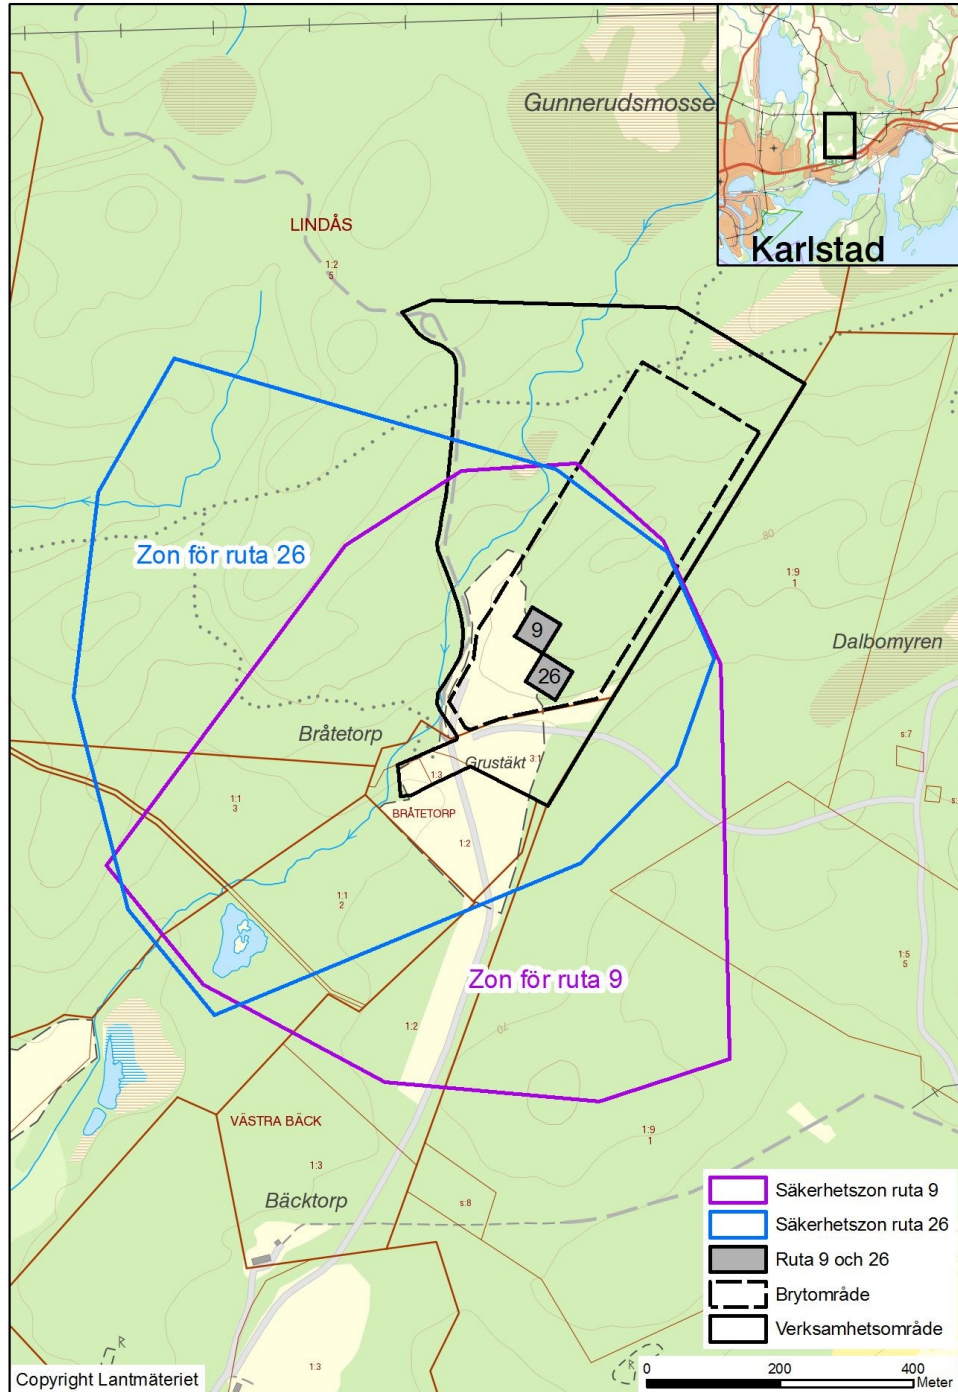 Gunnerudsmosse
Karlstad
LINDÅS
1:2
5
80
Zon för ruta 26
1:9
1
Dalbomyren
9
26
Bråtetorp
s:7
Grustäkt
3:1
1:3
s:
1:1
3
BRÅTETORP
1:2
1:1
2
1:5
5
Zon för ruta 9
70
1:2
VÄSTRA BÄCK
1:9
1
1:3
Bäcktorp
s:8
Säkerhetszon ruta 9
Säkerhetszon ruta 26
Ruta 9 och 26
Brytområde
Verksamhetsområde
R
R
1:3
Copyright Lantmäteriet
0 200 400
Meter